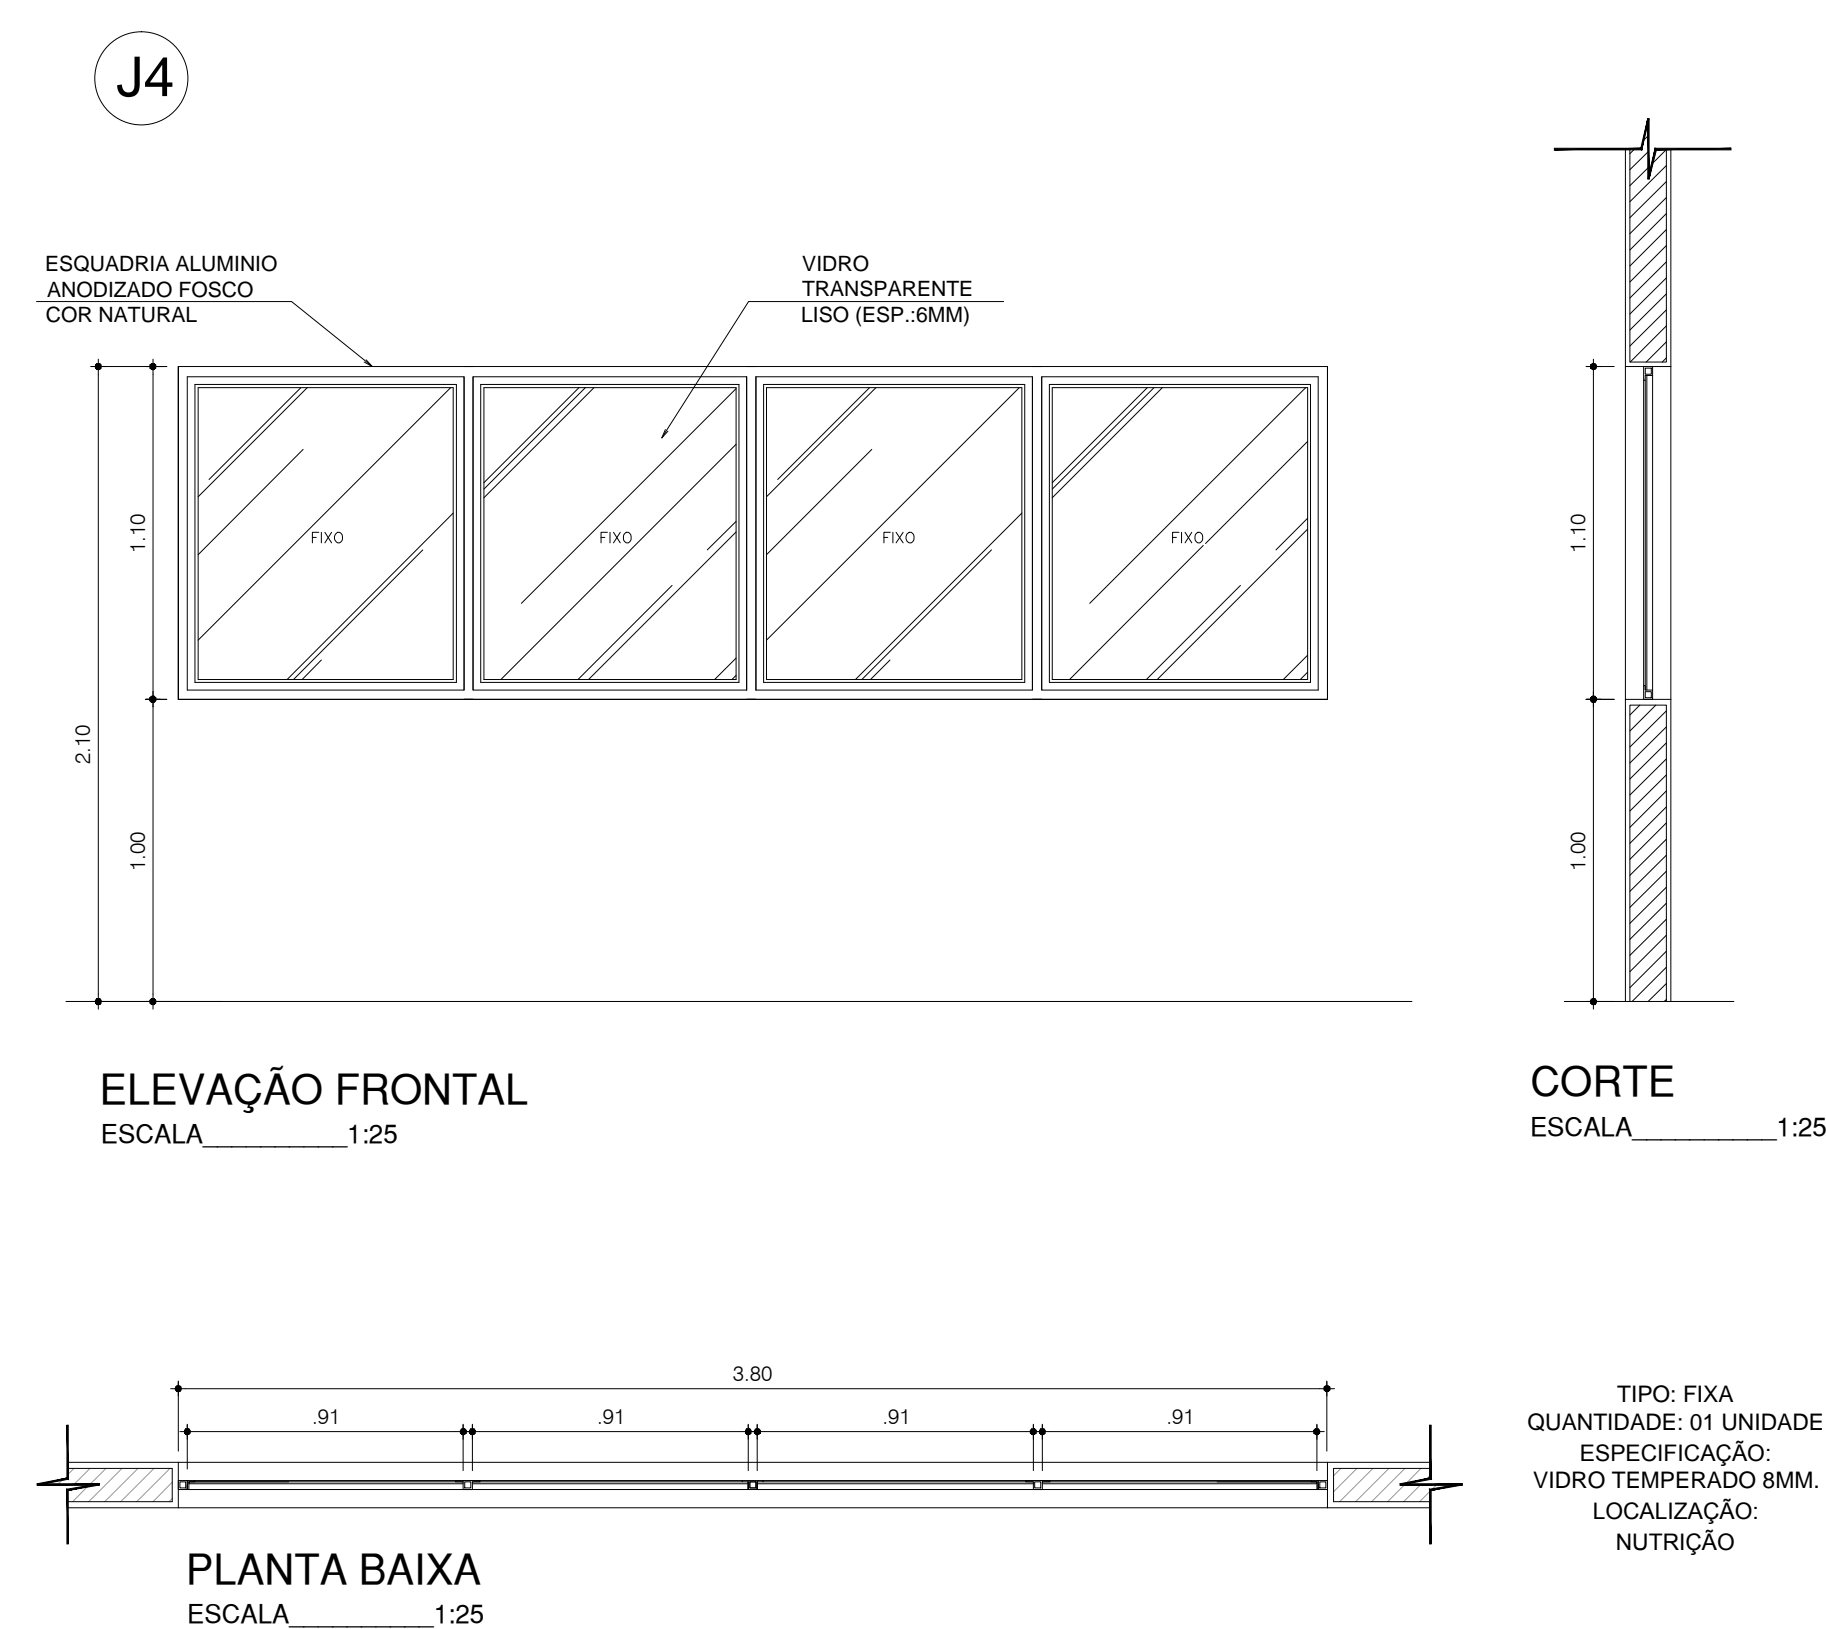 J4
ESQUADRIA ALUMINIO
ANODIZADO FOSCO
COR NATURAL
VIDRO
TRANSPARENTE
LISO (ESP.:6MM)
FIXO
FIXO
FIXO
FIXO
1.10
2.10
1.00
1.10
1.00
ELEVAÇÃO FRONTAL
ESCALA__________1:25
CORTE
ESCALA__________1:25
3.80
.91
.91
.91
.91
PLANTA BAIXA
ESCALA__________1:25
TIPO: FIXA
QUANTIDADE: 01 UNIDADE
ESPECIFICAÇÃO:
VIDRO TEMPERADO 8MM.
LOCALIZAÇÃO:
NUTRIÇÃO